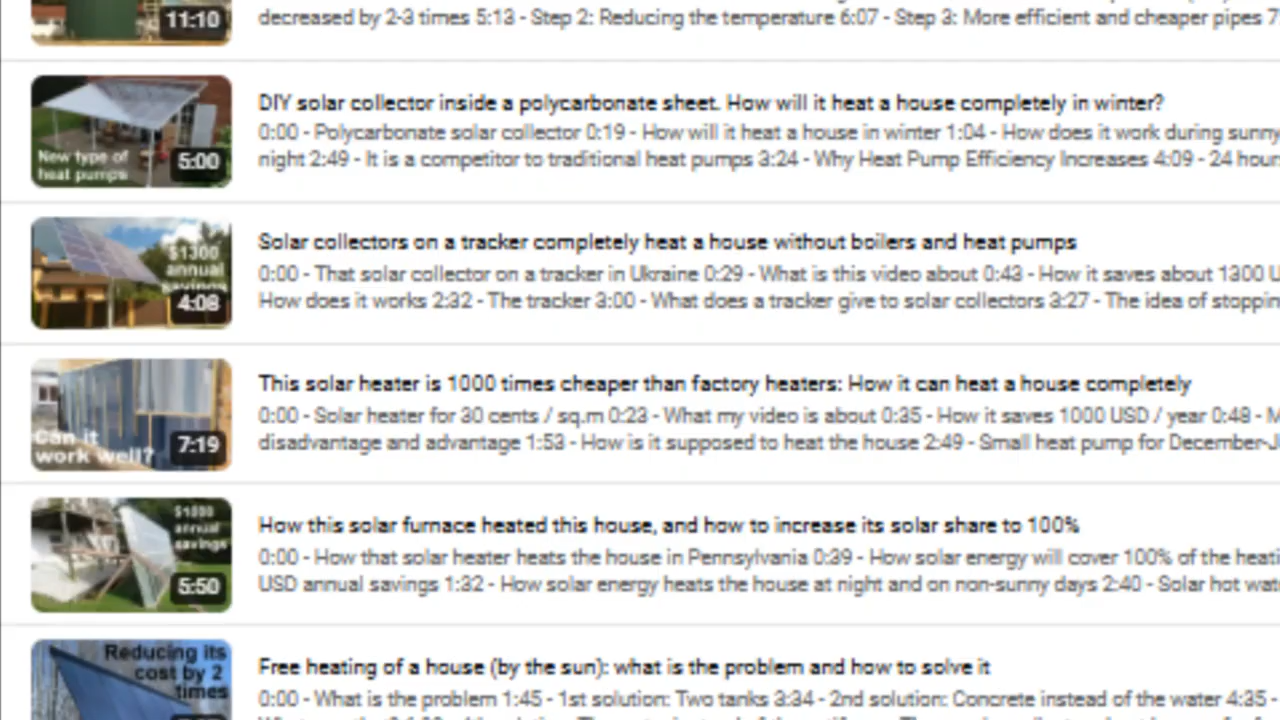 11:10
decreased by 2-3 times 5:13 - Step 2: Reducing the temperature 6:07 - Step 3: More efficient and cheaper pipes
DIY solar collector inside a polycarbonate sheet. How will it heat a house completely in winter?
0:00 - Polycarbonate solar collector 0:19 - How will it heat a house in winter 1:04 - How does it work during sunny
night 2:49 - It is a competitor to traditional heat pumps 3:24 - Why Heat Pump Efficiency Increases 4:09 - 24 hour
New type of
heat pumps
5:00
Solar collectors on a tracker completely heat a house without boilers and heat pumps
0:00 - That solar collector on a tracker in Ukraine 0:29 - What is this video about 0:43 - How it saves about 1300 U
How does it works 2:32 - The tracker 3:00 - What does a tracker give to solar collectors 3:27 - The idea of stoppin
$1300
annual
savings
4:08
This solar heater is 1000 times cheaper than factory heaters: How it can heat a house completely
0:00 - Solar heater for 30 cents / sq.m 0:23 - What my video is about 0:35 - How it saves 1000 USD / year 0:48 - M
disadvantage and advantage 1:53 - How is it supposed to heat the house 2:49 - Small heat pump for December-J
Can it
work well?
7:19
How this solar furnace heated this house, and how to increase its solar share to 100%
0:00 - How that solar heater heats the house in Pennsylvania 0:39 - How solar energy will cover 100% of the heati
USD annual savings 1:32 - How solar energy heats the house at night and on non-sunny days 2:40 - Solar hot wat
annual
savings
5:50
Free heating of a house (by the sun): what is the problem and how to solve it
0:00 - What is the problem 1:45 - 1st solution: Two tanks 3:34 - 2nd solution: Concrete instead of the water 4:35 -
Reducing its
cost by 2
times